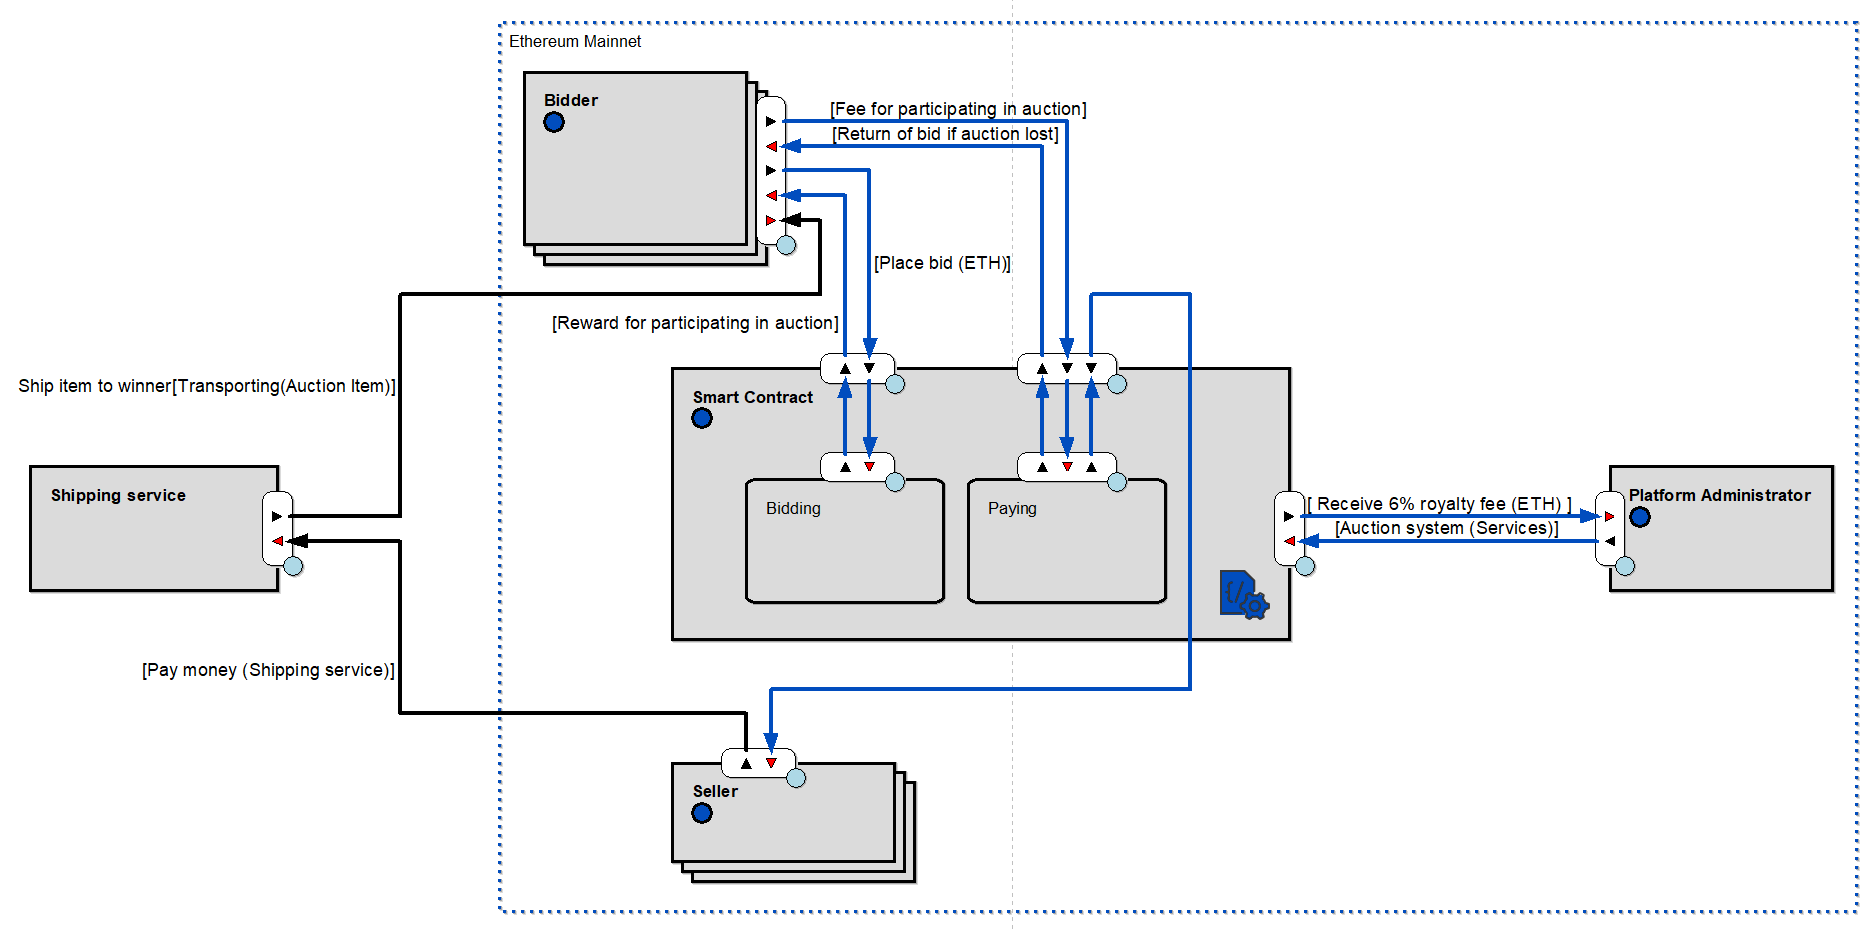 Ethereum Mainnet
Bidder
[Fee for participating in auction]
[Return of bid if auction lost]
[Place bid (ETH)]
[Reward for participating in auction]
Ship item to winner[Transporting(Auction Item)]
Smart Contract
Shipping service
Bidding
Paying
[ Receive 6% royalty fee (ETH) ]
[Auction system (Services)]
Platform Administrator
[Pay money (Shipping service)]
Seller